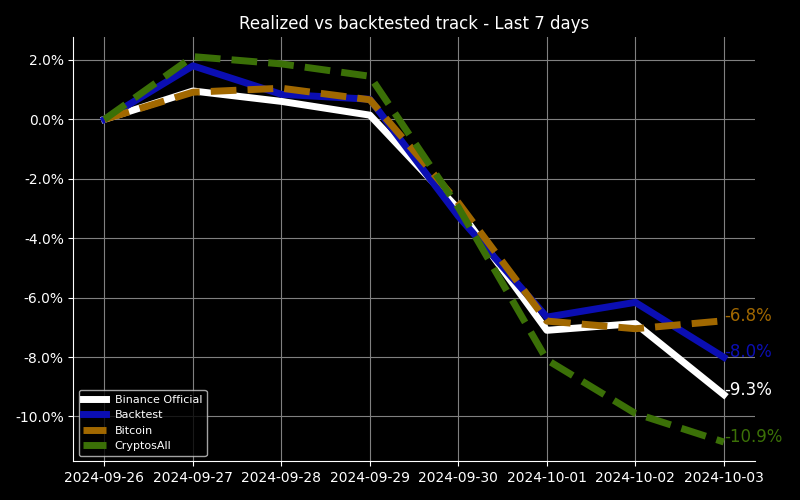 Realized vs backtested track - Last 7 days
2.0%
0.0%
-2.0%
-4.0%
-6.0%
-8.0%
-10.0%
-6.8%
-8.0%
-9.3%
-10.9%
Binance Official
Backtest
Bitcoin
CryptosAll
2024-09-26 2024-09-27 2024-09-28 2024-09-29 2024-09-30 2024-10-01 2024-10-02 2024-10-03